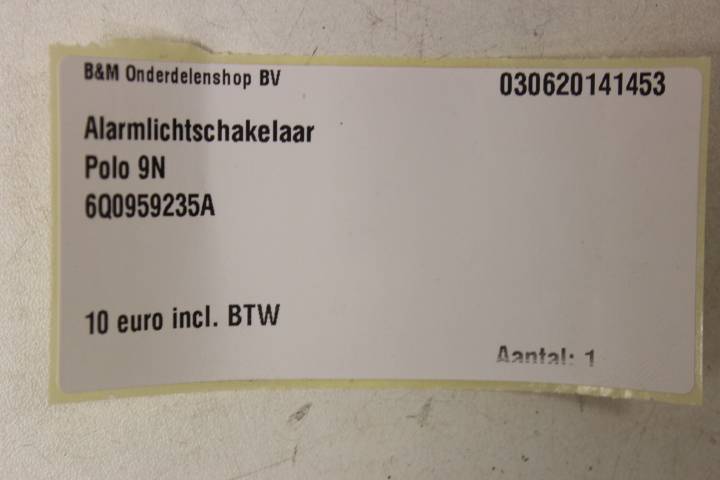 B&M Onderdelenshop BV
030620141453
Alarmlichtschakelaar
Polo 9N
6Q0959235A
10 euro incl. BTW
Aantal: 1